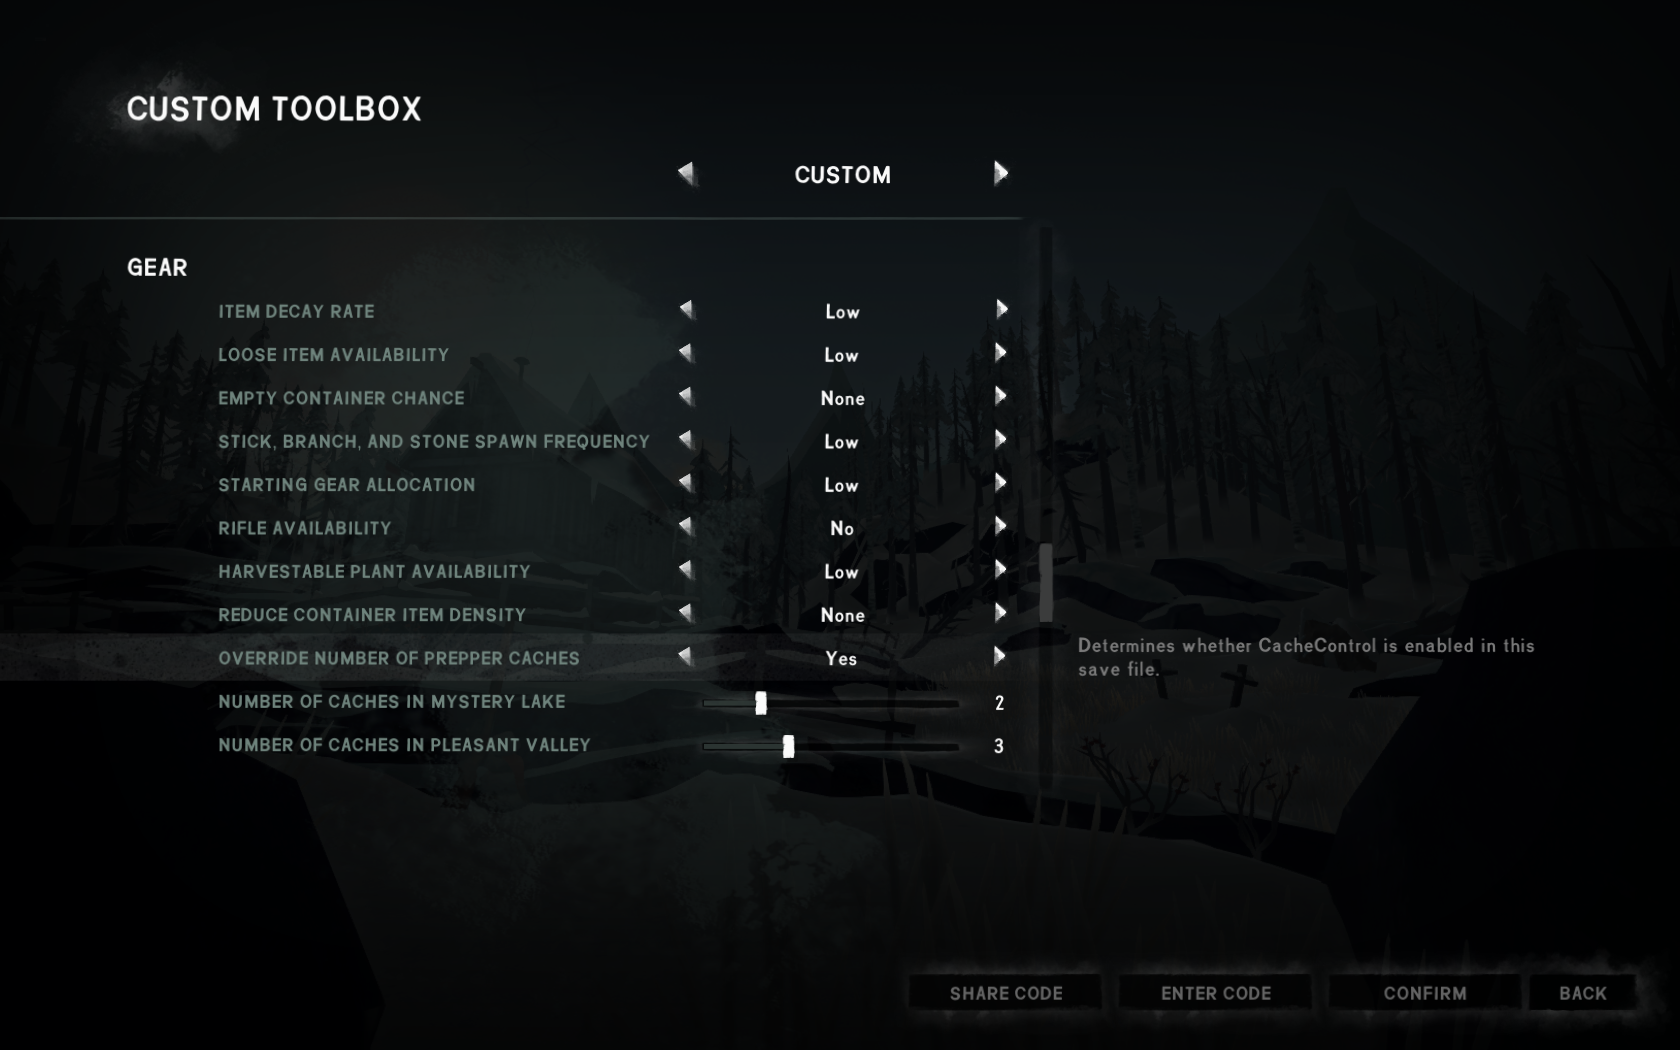 CUSTOM TOOLBOX
CUSTOM
GEAR
ITEM DECAY RATE Low
LOOSE ITEM AVAILABILITY Low
EMPTY CONTAINER CHANCE None
STICK, BRANCH, AND STONE SPAWN FREQUENCY Low
STARTING GEAR ALLOCATION Low
RIFLE AVAILABILITY No
HARVESTABLE PLANT AVAILABILITY Low
REDUCE CONTAINER ITEM DENSITY None
OVERRIDE NUMBER OF PREPPER CACHES Yes
Determines whether CacheControl is enabled in this
save file.
NUMBER OF CACHES IN MYSTERY LAKE 2
NUMBER OF CACHES IN PLEASANT VALLEY 3
SHARE CODE ENTER CODE CONFIRM BACK